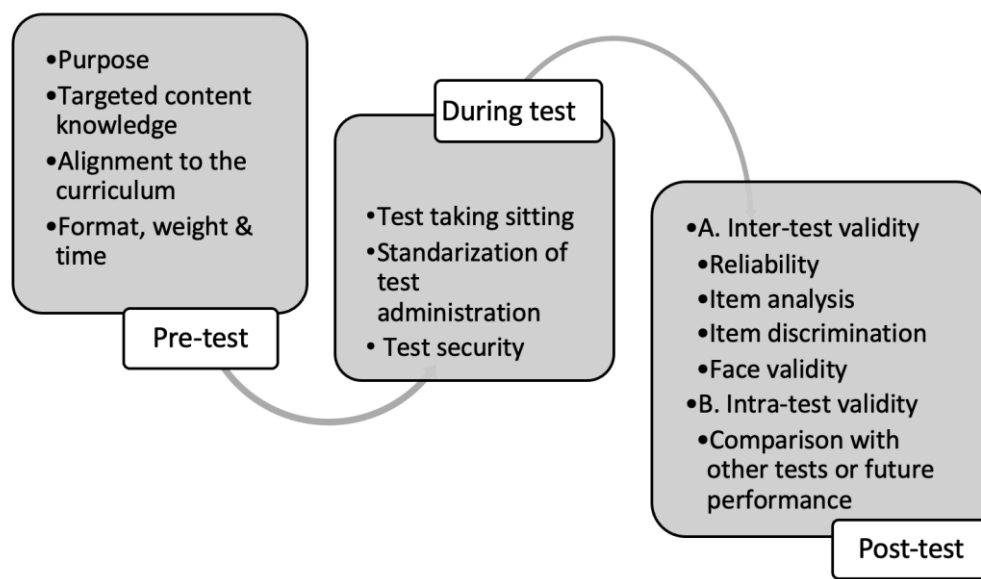 •Purpose
•Targeted content
knowledge
•Alignment to the
curriculum
•Format, weight &
time
Pre-test
During test
•Test taking sitting
•Standarization of
test
administration
• Test security
•A. Inter-test validity
•Reliability
•Item analysis
•Item discrimination
•Face validity
•B. Intra-test validity
•Comparison with
other tests or future
performance
Post-test